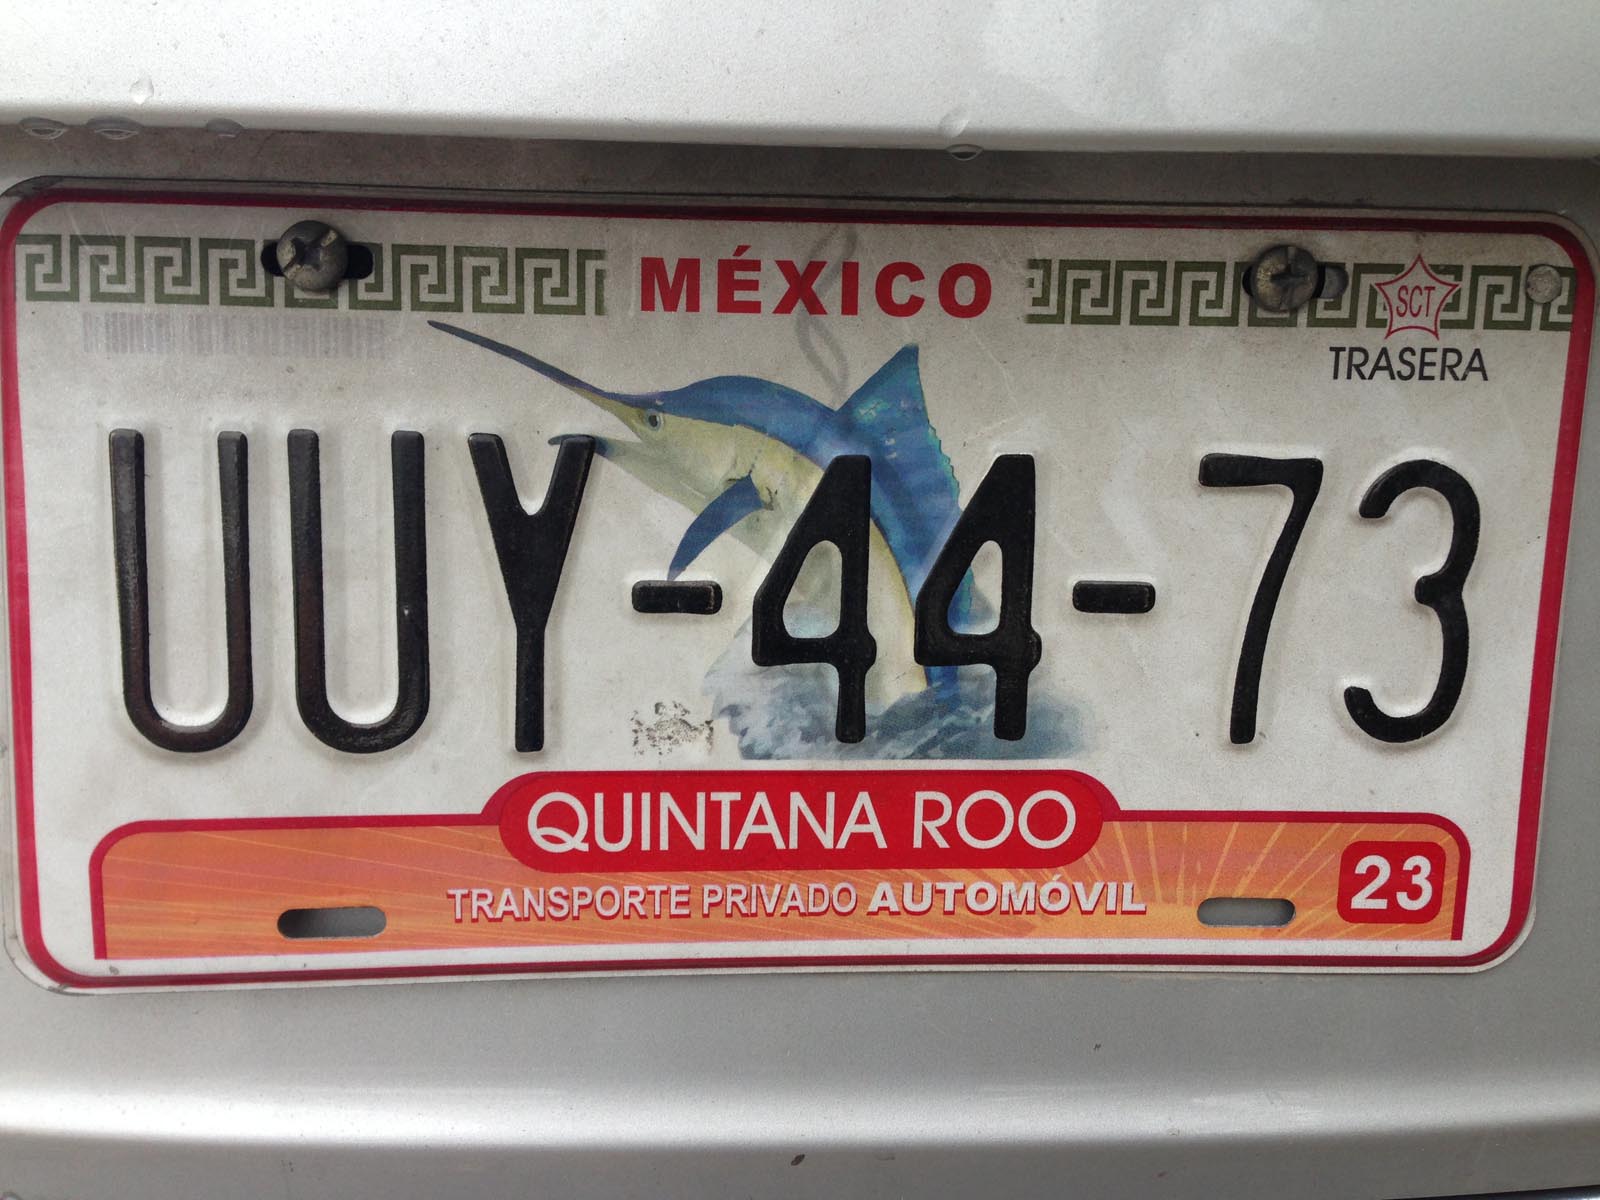 MÉXICO
SCT
TRASERA
UUY-44-73
QUINTANA ROO
TRANSPORTE PRIVADO AUTOMÓVIL
23